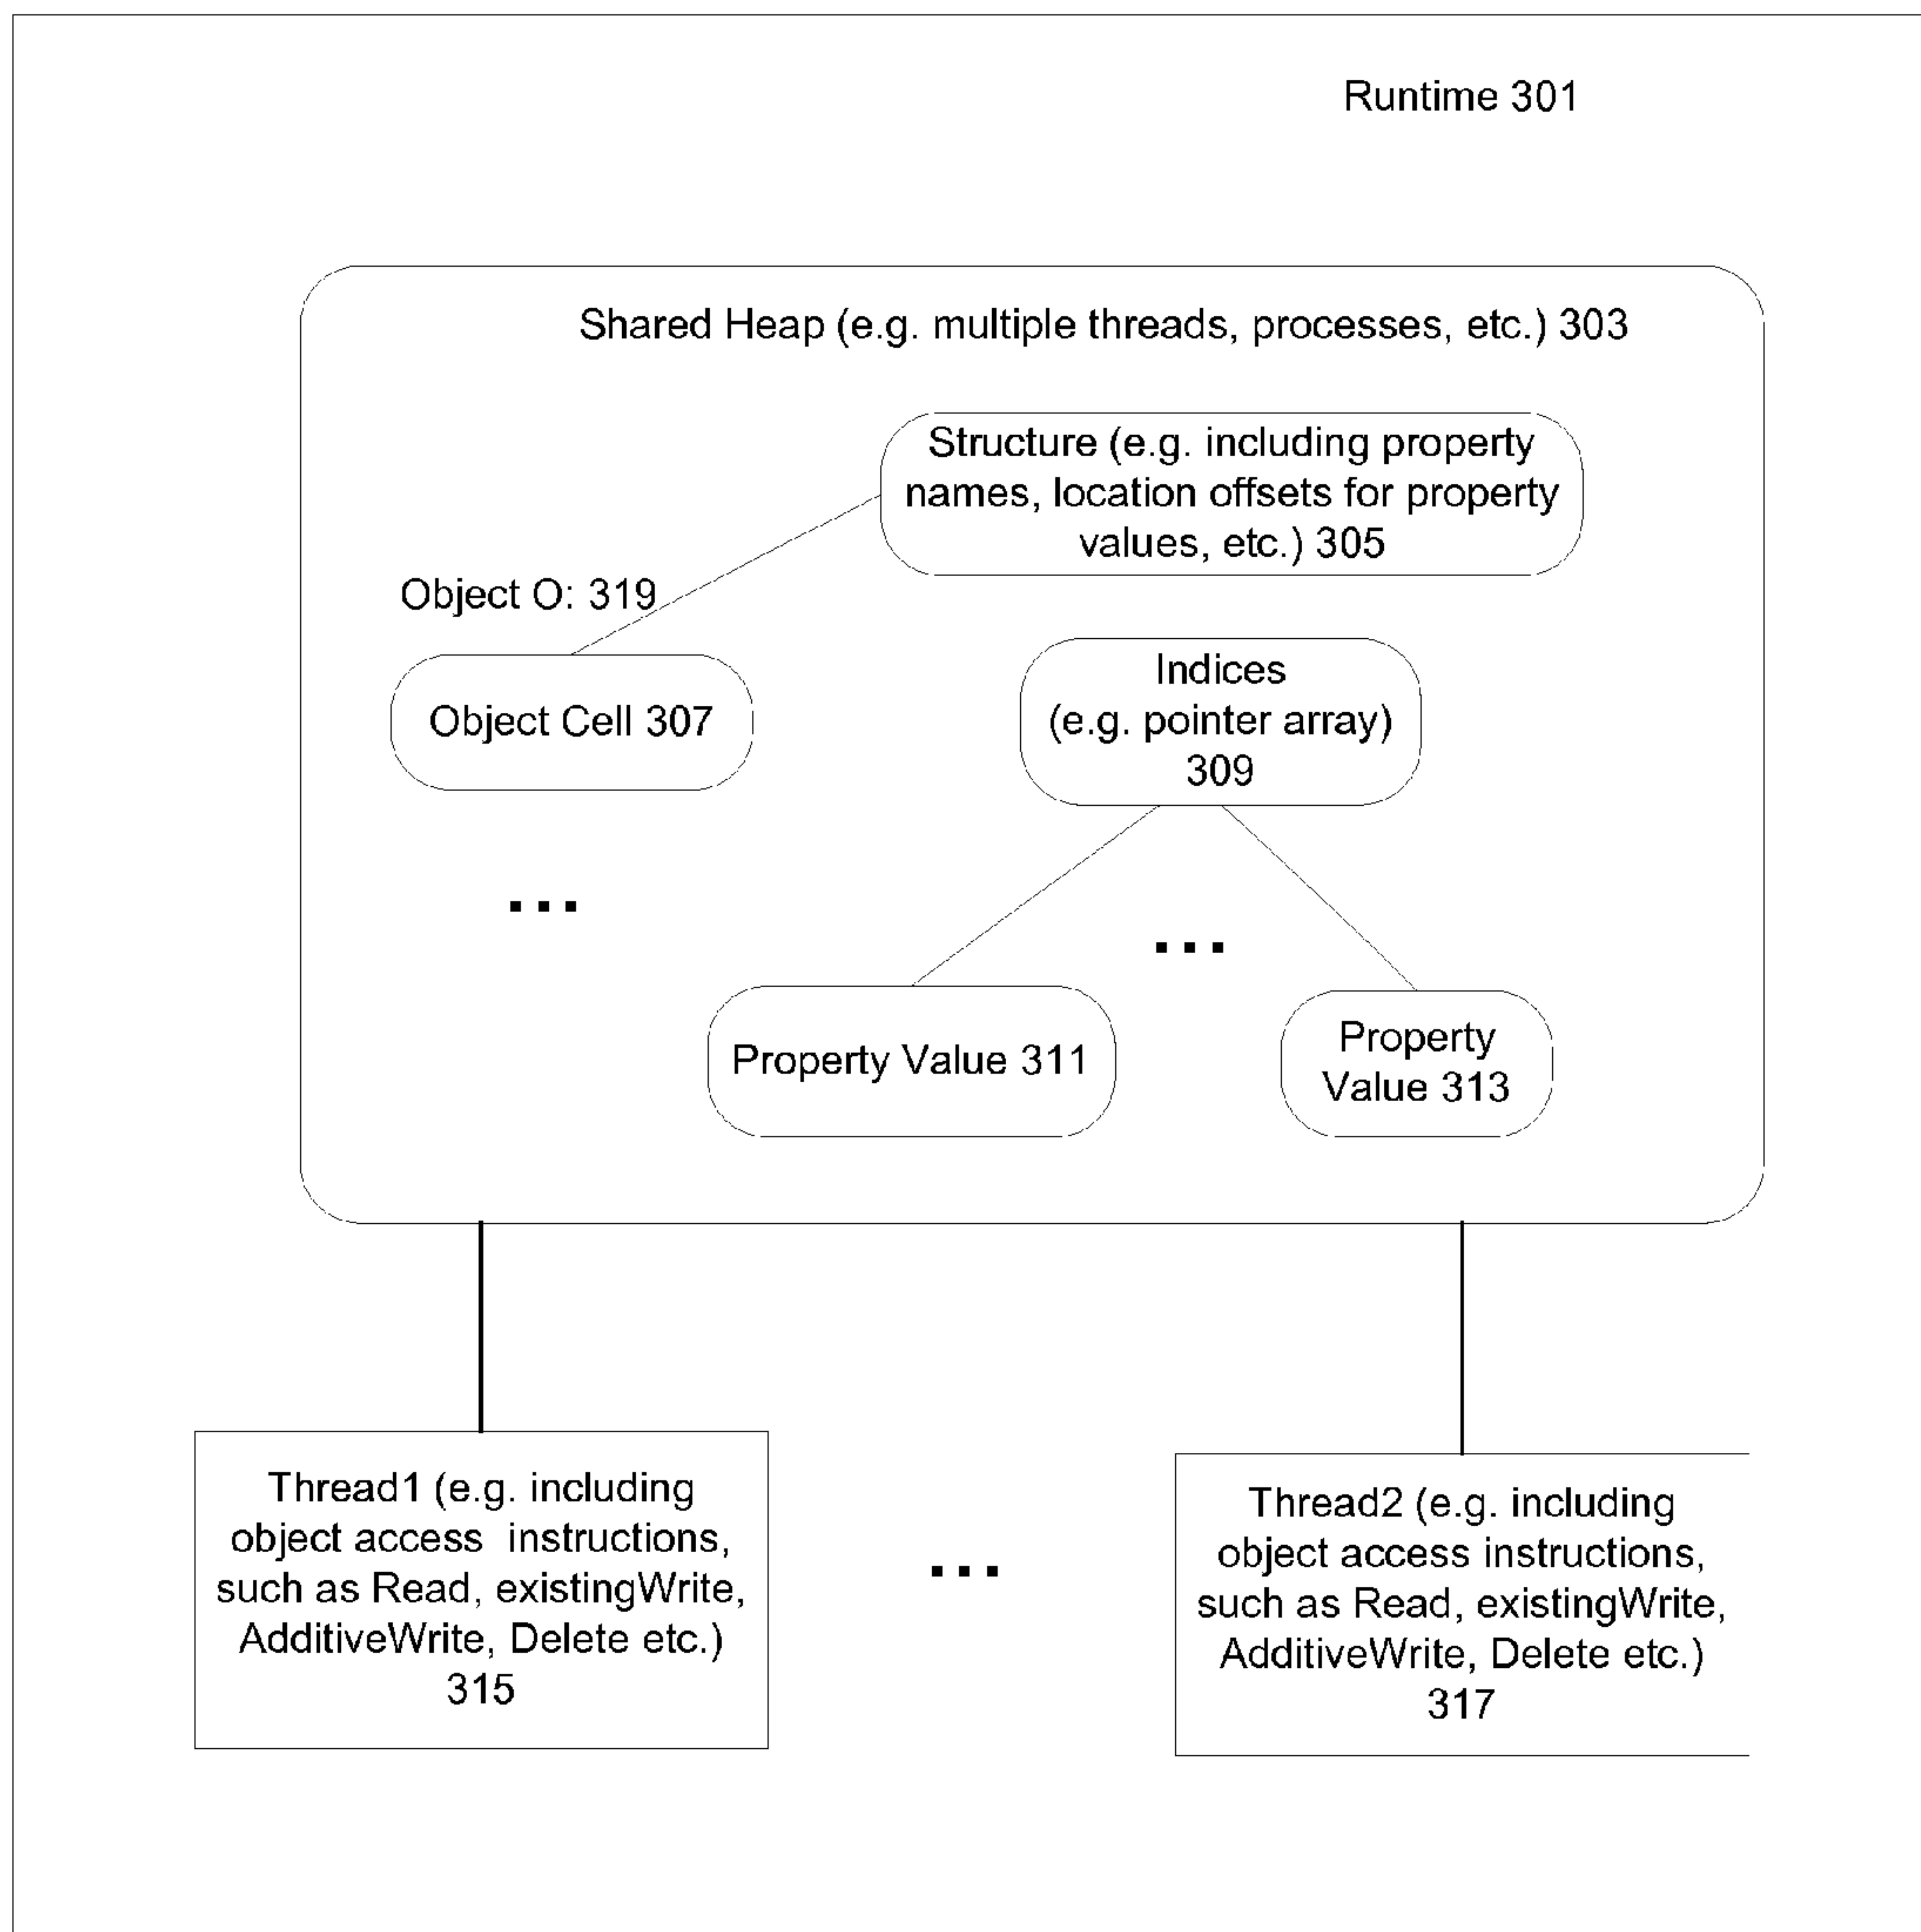 Runtime 301
Shared Heap (e.g. multiple threads, processes, etc.) 303
Structure (e.g. including property
names, location offsets for property
values, etc.) 305
Object O: 319
Object Cell 307
Indices
(e.g. pointer array)
309
...
...
Property Value 311
Property
Value 313
Thread1 (e.g. including
object access  instructions,
such as Read, existingWrite,
AdditiveWrite, Delete etc.)
315
...
Thread2 (e.g. including
object access instructions,
such as Read, existingWrite,
AdditiveWrite, Delete etc.)
317